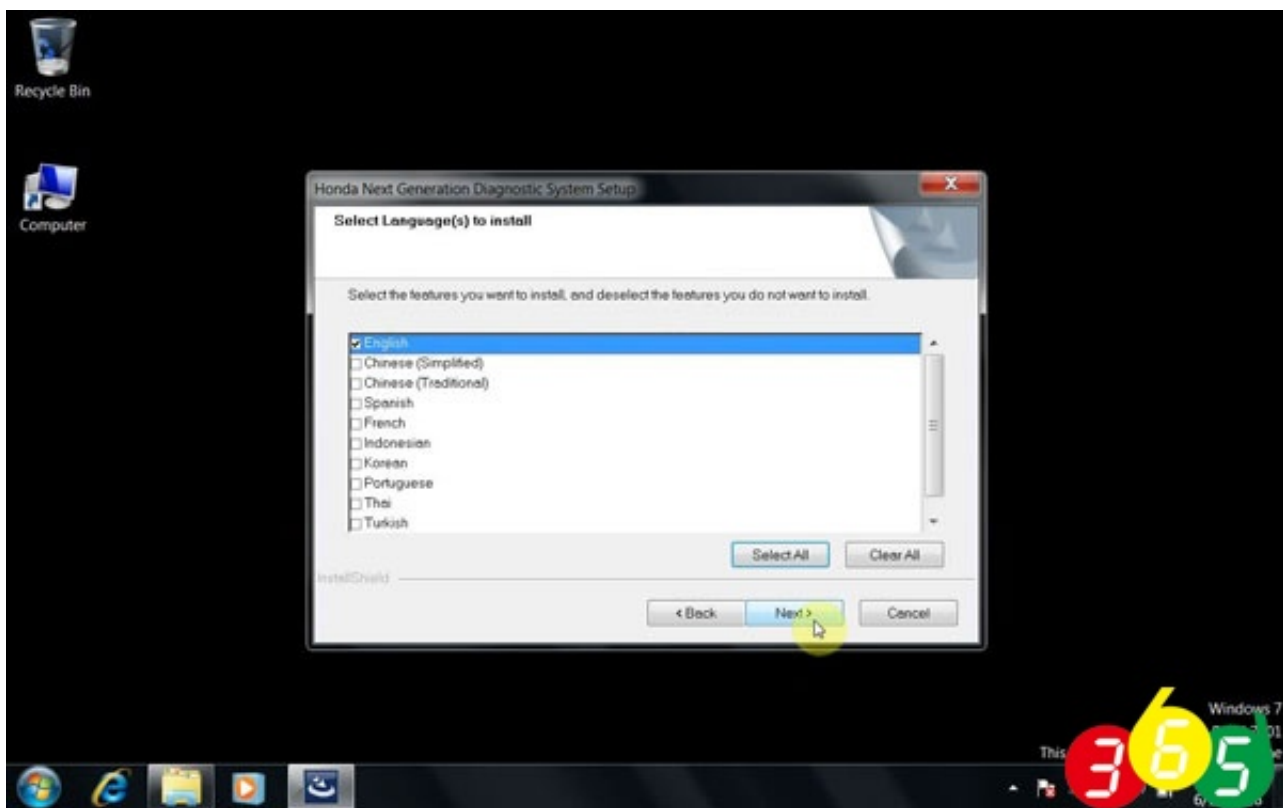 Recycle Bin
Computer
Honda Next Generation Diagnostic System Setup
Select Language(s) to install
Select the features you want to install, and deselect the features you do not want to install.
English
Chinese (Simplified)
Chinese (Traditional)
Spanish
French
Indonesian
Korean
Portuguese
Thai
Turkish
Select All
Clear All
InstallShield
< Back
Next >
Cancel
Windows 7
This
365